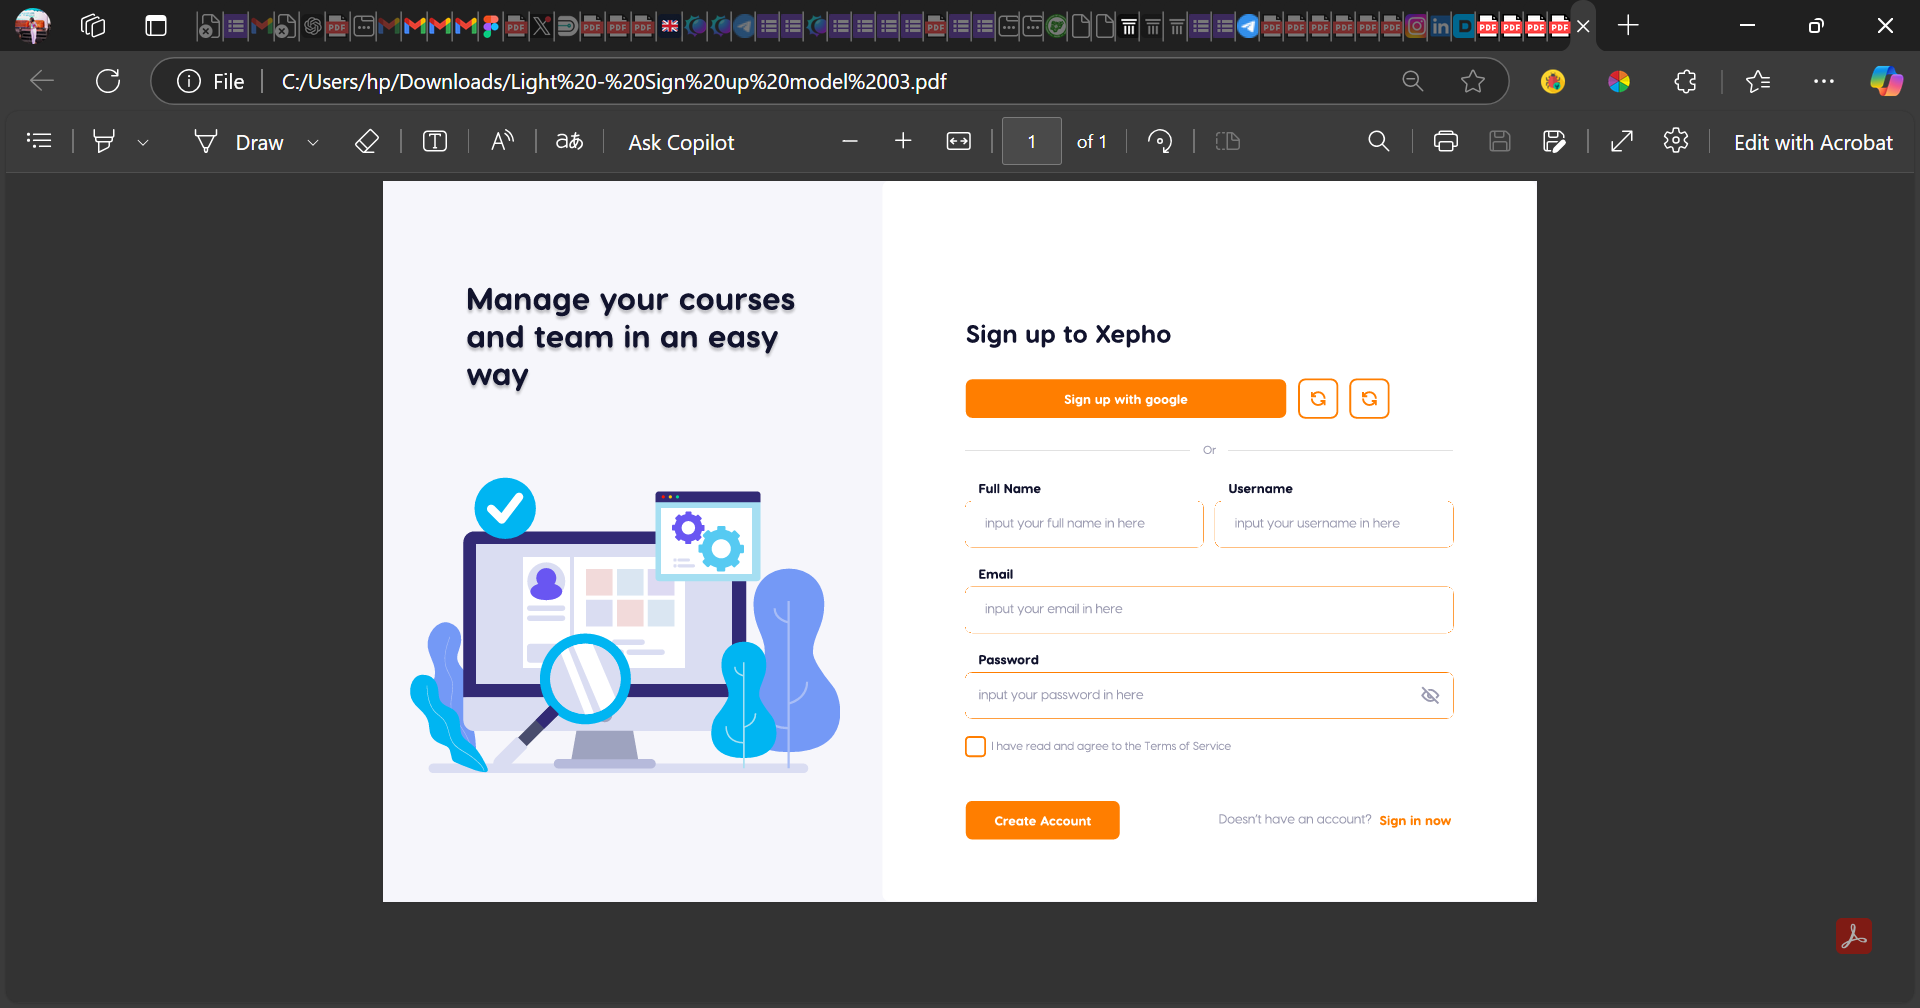 File
C:/Users/hp/Downloads/Light%20-%20Sign%20up%20model%2003.pdf
Draw
aあ
Ask Copilot
1
of 1
Edit with Acrobat
Manage your courses
and team in an easy
way
Sign up to Xepho
Sign up with google
Or
Full Name
Username
input your full name in here
input your username in here
Email
input your email in here
Password
input your password in here
I have read and agree to the Terms of Service
Create Account
Doesn't have an account? Sign in now